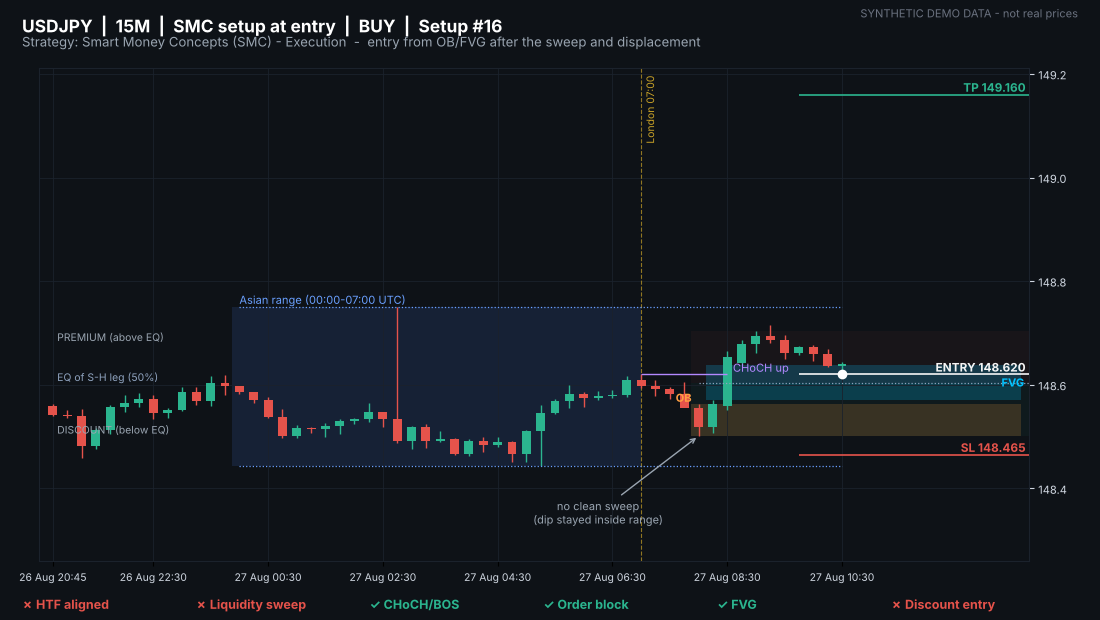 SYNTHETIC DEMO DATA - not real prices
USDJPY | 15M | SMC setup at entry | BUY | Setup #16
Strategy: Smart Money Concepts (SMC) - Execution - entry from OB/FVG after the sweep and displacement
149.2
London 07:00
TP 149.160
149.0
148.8
Asian range (00:00-07:00 UTC)
PREMIUM (above EQ)
CHoCH up
ENTRY 148.620
EQ of S-H leg (50%)
FVG
148.6
OB
DISCOUNT (below EQ)
SL 148.465
148.4
no clean sweep
(dip stayed inside range)
26 Aug 20:45 26 Aug 22:30 27 Aug 00:30 27 Aug 02:30 27 Aug 04:30 27 Aug 06:30 27 Aug 08:30 27 Aug 10:30
× HTF aligned × Liquidity sweep ✓ CHoCH/BOS ✓ Order block ✓ FVG × Discount entry